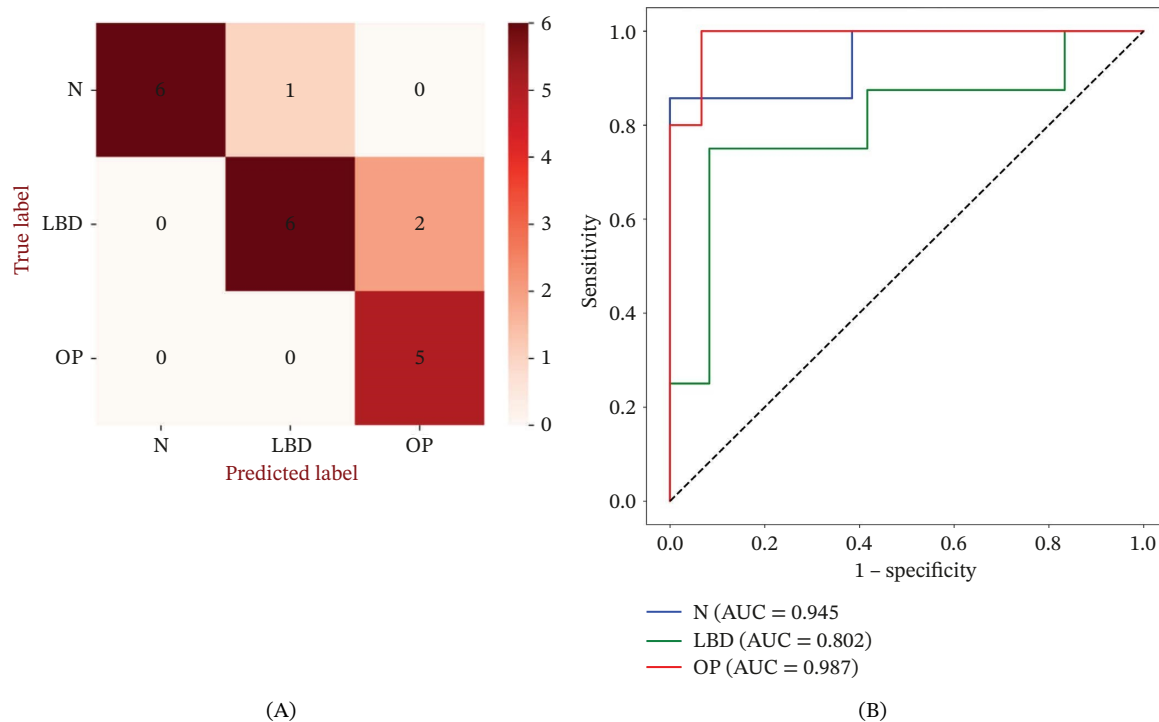 N
LBD
OP
True label
6 1 0
0 6 2
0 0 5
N LBD OP
Predicted label
6
5
4
3
2
1
0
(A)
1.0
0.8
0.6
0.4
0.2
0.0
Sensitivity
0.0 0.2 0.4 0.6 0.8 1.0
1 – specificity
N (AUC = 0.945
LBD (AUC = 0.802)
OP (AUC = 0.987)
(B)